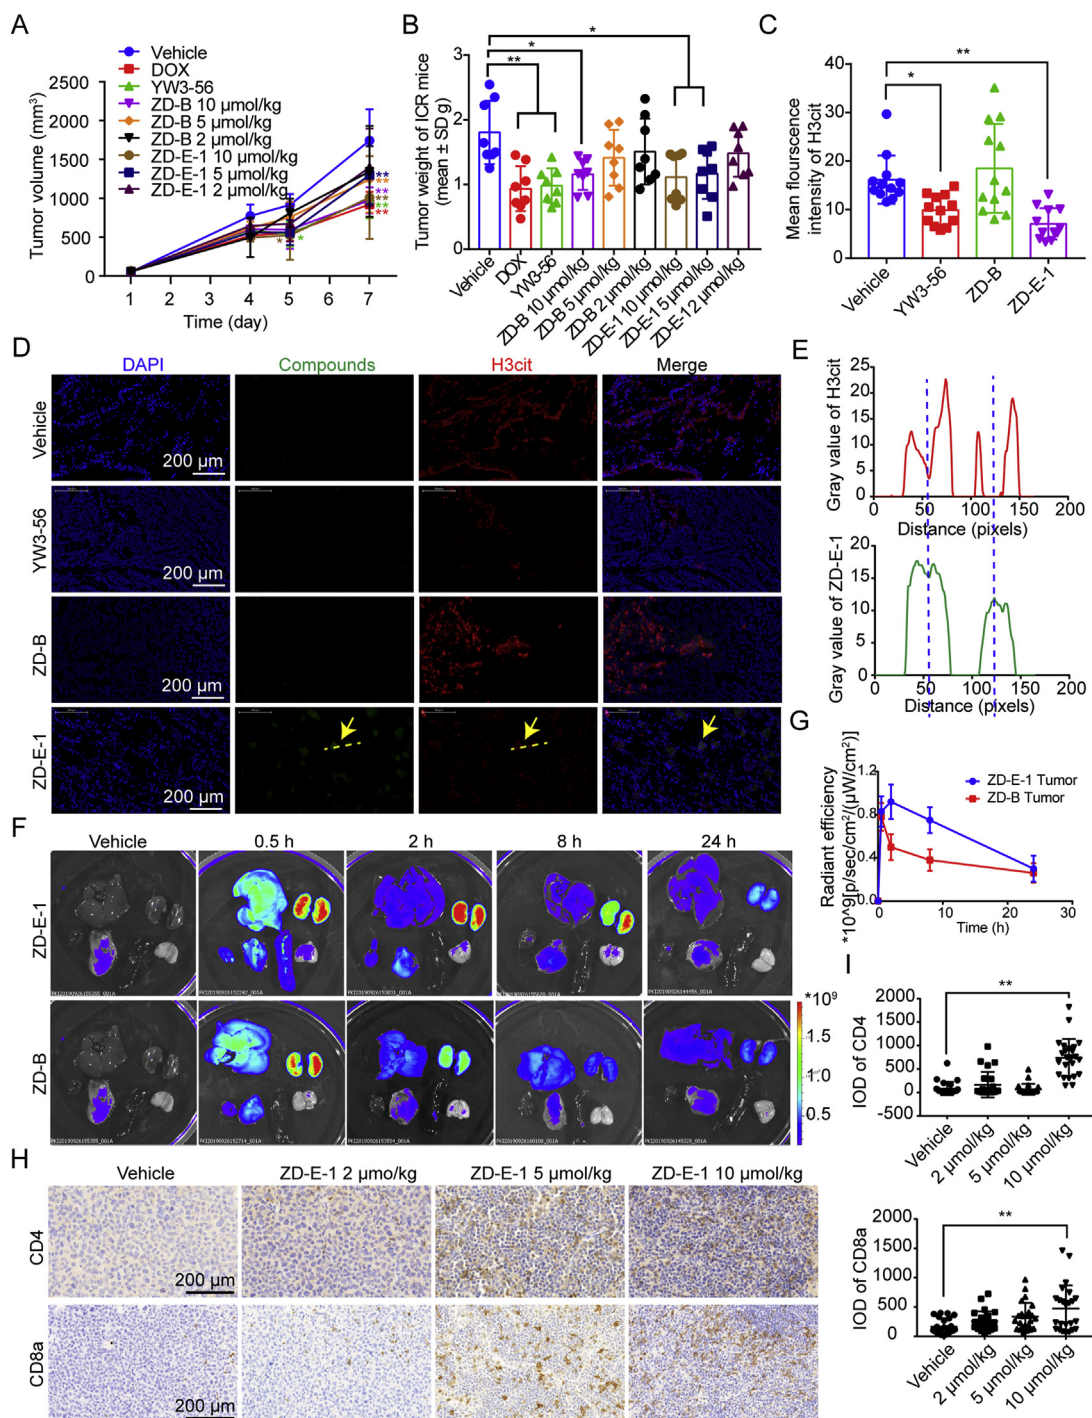 A
Vehicle
DOX
YW3-56
ZD-B 10 µmol/kg
ZD-B 5 µmol/kg
ZD-B 2 µmol/kg
ZD-E-1 10 µmol/kg
ZD-E-1 5 µmol/kg
ZD-E-1 2 µmol/kg
Tumor volume (mm³)
2500
2000
1500
1000
500
0
**
**
**
**
**
**
* *
1 2 3 4 5 6 7
Time (day)
B
*
*
**
Tumor weight of ICR mice
(mean ± SD g)
3
2
1
0
Vehicle
DOX
YW3-56
ZD-B 10 µmol/kg
ZD-B 5 µmol/kg
ZD-B 2 µmol/kg
ZD-E-1 10 µmol/kg
ZD-E-1 5 µmol/kg
ZD-E-1 2 µmol/kg
C
**
*
Mean flourscence
intensity of H3cit
40
30
20
10
0
Vehicle
YW3-56
ZD-B
ZD-E-1
D
DAPI Compounds H3cit Merge
Vehicle
200 µm
YW3-56
200 µm
ZD-B
200 µm
ZD-E-1
200 µm
E
Gray value of H3cit
25
20
15
10
5
0
0 50 100 150 200
Distance (pixels)
Gray value of ZD-E-1
20
15
10
5
0
0 50 100 150 200
Distance (pixels)
F
Vehicle 0.5 h 2 h 8 h 24 h
ZD-E-1
ZD-B
*10⁹
1.5
1.0
0.5
G
ZD-E-1 Tumor
ZD-B Tumor
Radiant efficiency
*10^9[p/sec/cm²/(µW/cm²)]
1.2
0.8
0.4
0.0
0 10 20 30
Time (h)
H
Vehicle ZD-E-1 2 µmo/kg ZD-E-1 5 µmol/kg ZD-E-1 10 µmol/kg
CD4
200 µm
CD8a
200 µm
I
**
IOD of CD4
2000
1500
1000
500
0
-500
Vehicle
2 µmol/kg
5 µmol/kg
10 µmol/kg
**
IOD of CD8a
2000
1500
1000
500
0
Vehicle
2 µmol/kg
5 µmol/kg
10 µmol/kg